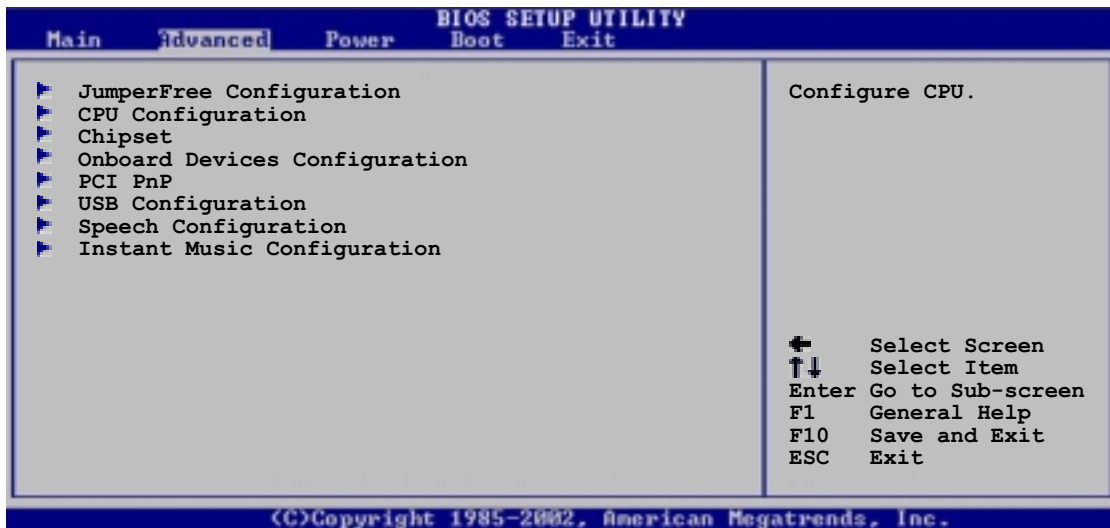 BIOS SETUP UTILITY
Main Advanced Power Boot Exit
JumperFree Configuration
CPU Configuration
Chipset
Onboard Devices Configuration
PCI PnP
USB Configuration
Speech Configuration
Instant Music Configuration
Configure CPU.
← Select Screen
↑↓ Select Item
Enter Go to Sub-screen
F1 General Help
F10 Save and Exit
ESC Exit
(C)Copyright 1985-2002, American Megatrends, Inc.